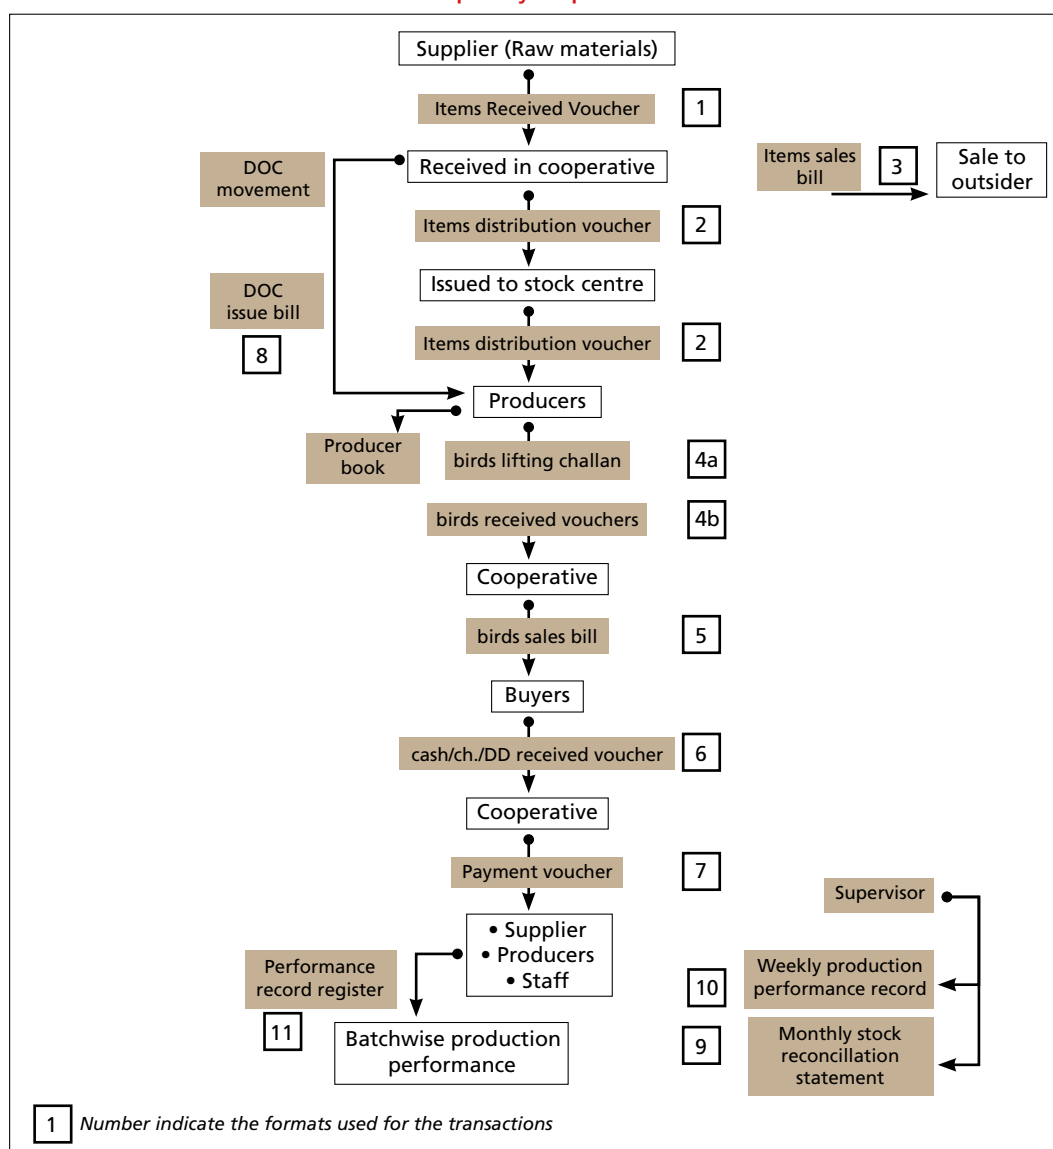 Supplier (Raw materials)
Items Received Voucher
1
DOC
movement
Received in cooperative
Items sales
bill
3
Sale to
outsider
Items distribution voucher
2
DOC
issue bill
8
Issued to stock centre
Items distribution voucher
2
Producers
Producer
book
birds lifting challan
4a
birds received vouchers
4b
Cooperative
birds sales bill
5
Buyers
cash/ch./DD received voucher
6
Cooperative
Payment voucher
7
Supervisor
• Supplier
• Producers
• Staff
Performance
record register
11
Batchwise production
performance
10
Weekly production
performance record
9
Monthly stock
reconcillation
statement
1
Number indicate the formats used for the transactions